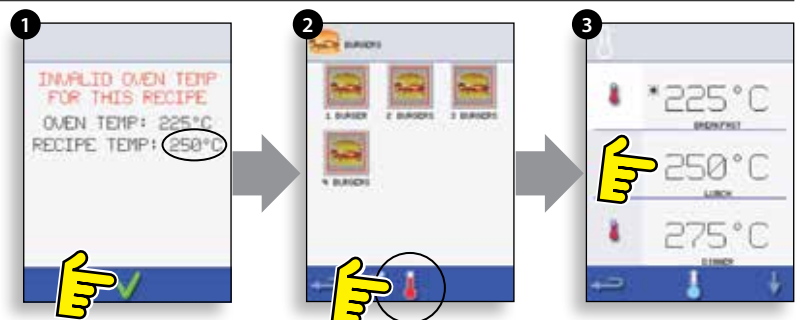 1
INVALID OVEN TEMP
FOR THIS RECIPE
OVEN TEMP: 225°C
RECIPE TEMP: 250°C
2
BURGERS
1 BURGER
2 BURGERS
3 BURGERS
4 BURGERS
3
*225°C
BREAKFAST
250°C
LUNCH
275°C
DINNER